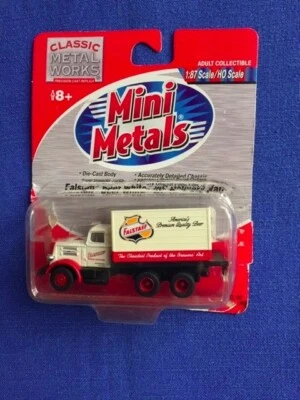 CLASSIC
METAL
WORKS
ADULT COLLECTIBLE
1:87 Scale/HO Scale
8+
Mini
Metals
• Die-Cast Body
• Accurately Detailed Chassis
Falstaff
America's
Premium Quality Beer
FALSTAFF
The Choicest Product of the Brewers' Art